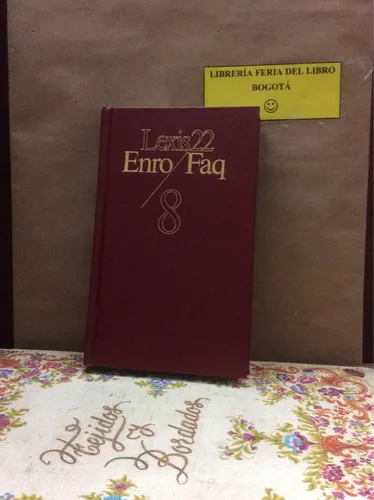 LIBRERÍA FERIA DEL LIBRO
BOGOTÁ
Lexis22
Enro/Faq
8
Tejidos
y
Bordados